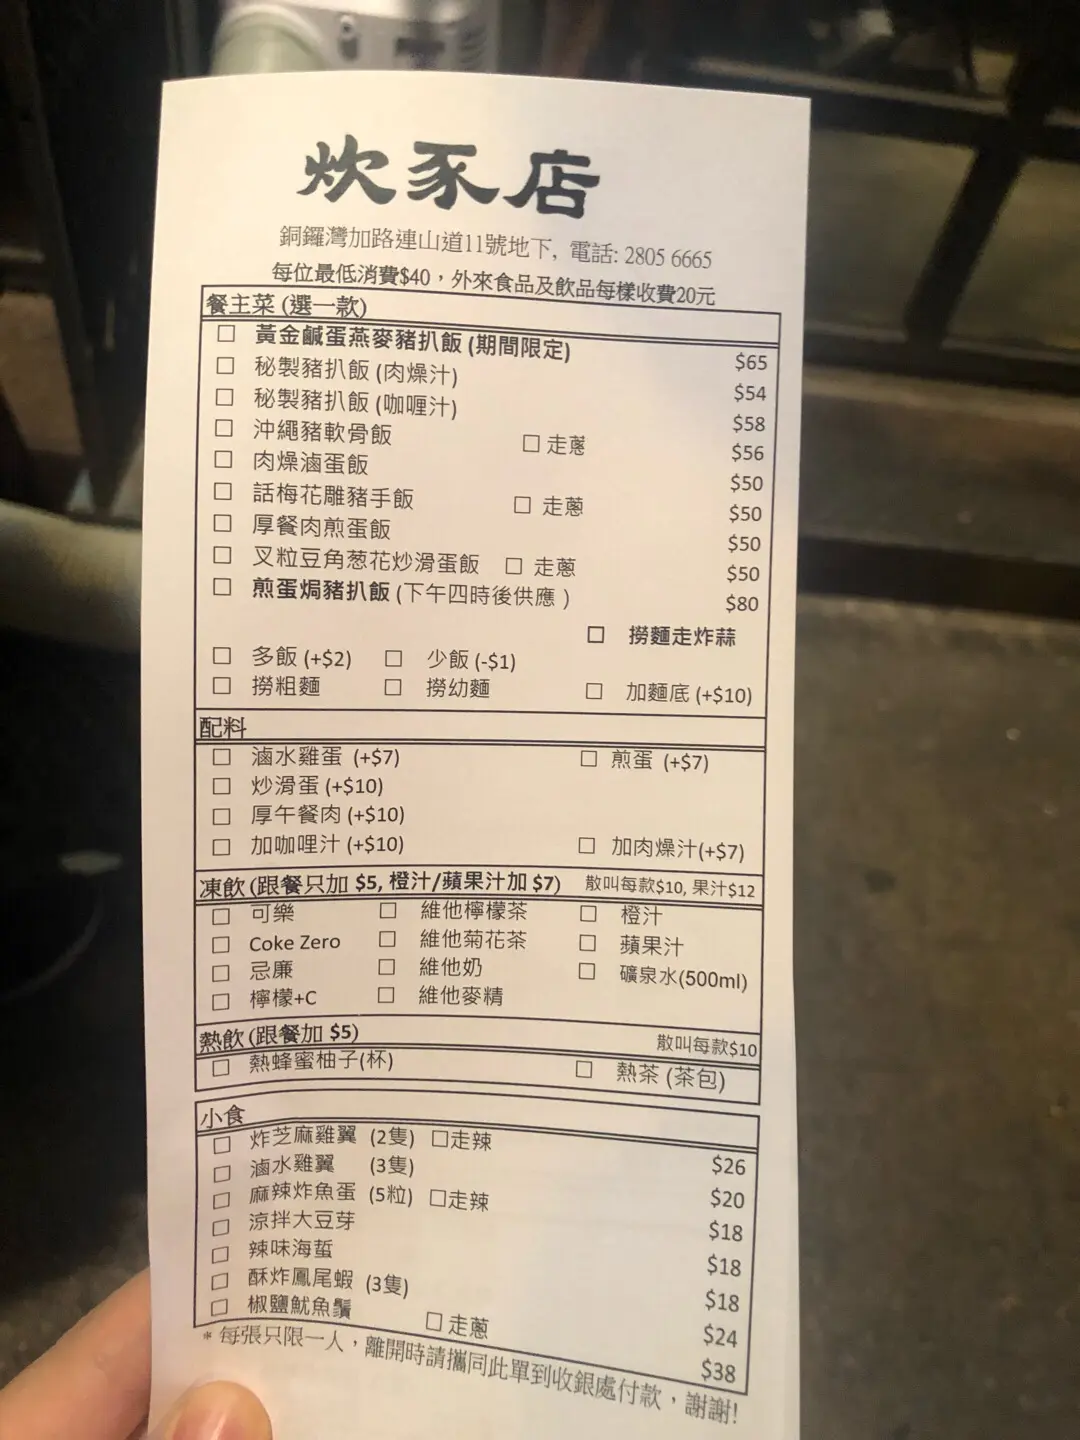 炊豕店
銅鑼灣加路連山道11號地下, 電話: 2805 6665
每位最低消費$40，外來食品及飲品每樣收費20元
餐主菜 (選一款)
□ 黃金鹹蛋燕麥豬扒飯 (期間限定) $65
□ 秘製豬扒飯 (肉燥汁) $54
□ 秘製豬扒飯 (咖喱汁) $58
□ 沖繩豬軟骨飯 □ 走蔥 $56
□ 肉燥滷蛋飯 $50
□ 話梅花雕豬手飯 □ 走蔥 $50
□ 厚餐肉煎蛋飯 $50
□ 叉粒豆角葱花炒滑蛋飯 □ 走蔥 $50
□ 煎蛋焗豬扒飯 (下午四時後供應 ) $80
□ 撈麵走炸蒜
□ 多飯 (+$2) □ 少飯 (-$1)
□ 撈粗麵 □ 撈幼麵 □ 加麵底 (+$10)
配料
□ 滷水雞蛋 (+$7) □ 煎蛋 (+$7)
□ 炒滑蛋 (+$10)
□ 厚午餐肉 (+$10)
□ 加咖哩汁 (+$10) □ 加肉燥汁(+$7)
凍飲 (跟餐只加 $5, 橙汁/蘋果汁加 $7) 散叫每款$10, 果汁$12
□ 可樂 □ 維他檸檬茶 □ 橙汁
□ Coke Zero □ 維他菊花茶 □ 蘋果汁
□ 忌廉 □ 維他奶 □ 礦泉水(500ml)
□ 檸檬+C □ 維他麥精
熱飲 (跟餐加 $5) 散叫每款$10
□ 熱蜂蜜柚子(杯) □ 熱茶 (茶包)
小食
□ 炸芝麻雞翼 (2隻) □走辣 $26
□ 滷水雞翼 (3隻) $20
□ 麻辣炸魚蛋 (5粒) □走辣 $18
□ 涼拌大豆芽 $18
□ 辣味海蜇 $18
□ 酥炸鳳尾蝦 (3隻) $24
□ 椒鹽魷魚鬚 □走蔥 $38
* 每張只限一人，離開時請攜同此單到收銀處付款，謝謝!